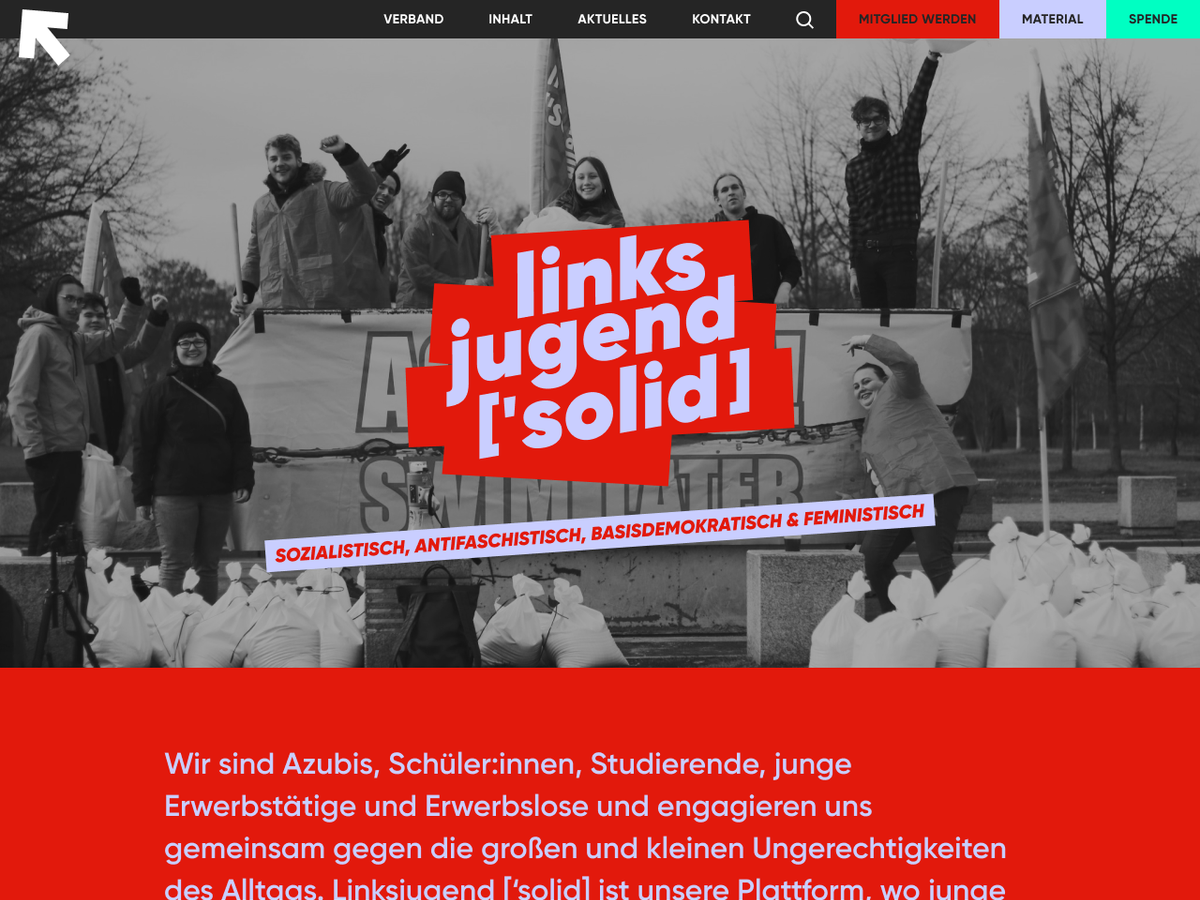 VERBAND
INHALT
AKTUELLES
KONTAKT
MITGLIED WERDEN
MATERIAL
SPENDE
links
jugend
['solid]
SOZIALISTISCH, ANTIFASCHISTISCH, BASISDEMOKRATISCH & FEMINISTISCH
Wir sind Azubis, Schüler:innen, Studierende, junge
Erwerbstätige und Erwerbslose und engagieren uns
gemeinsam gegen die großen und kleinen Ungerechtigkeiten
des Alltags. Linksjugend [‘solid] ist unsere Plattform, wo junge